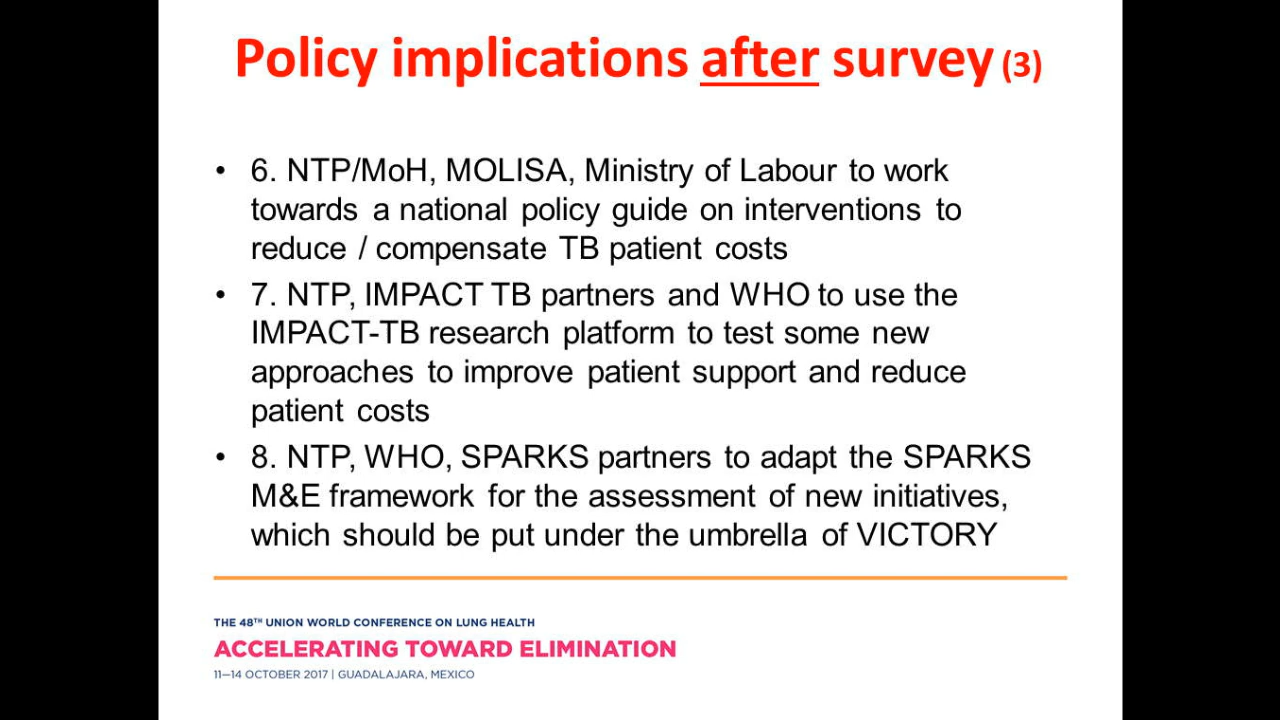 Policy implications after survey (3)
• 6. NTP/MoH, MOLISA, Ministry of Labour to work
towards a national policy guide on interventions to
reduce / compensate TB patient costs
• 7. NTP, IMPACT TB partners and WHO to use the
IMPACT-TB research platform to test some new
approaches to improve patient support and reduce
patient costs
• 8. NTP, WHO, SPARKS partners to adapt the SPARKS
M&E framework for the assessment of new initiatives,
which should be put under the umbrella of VICTORY
THE 48TH UNION WORLD CONFERENCE ON LUNG HEALTH
ACCELERATING TOWARD ELIMINATION
11–14 OCTOBER 2017 | GUADALAJARA, MEXICO